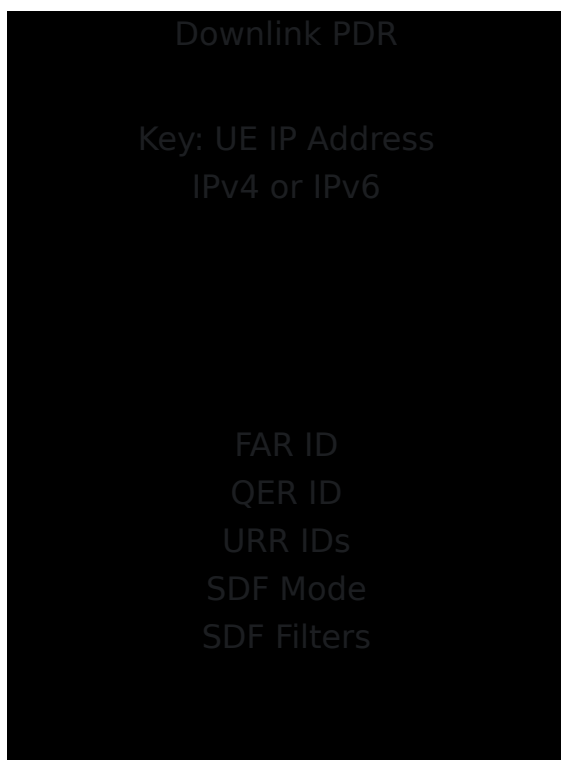 Downlink PDR
Key: UE IP Address
IPv4 or IPv6
FAR ID
QER ID
URR IDs
SDF Mode
SDF Filters